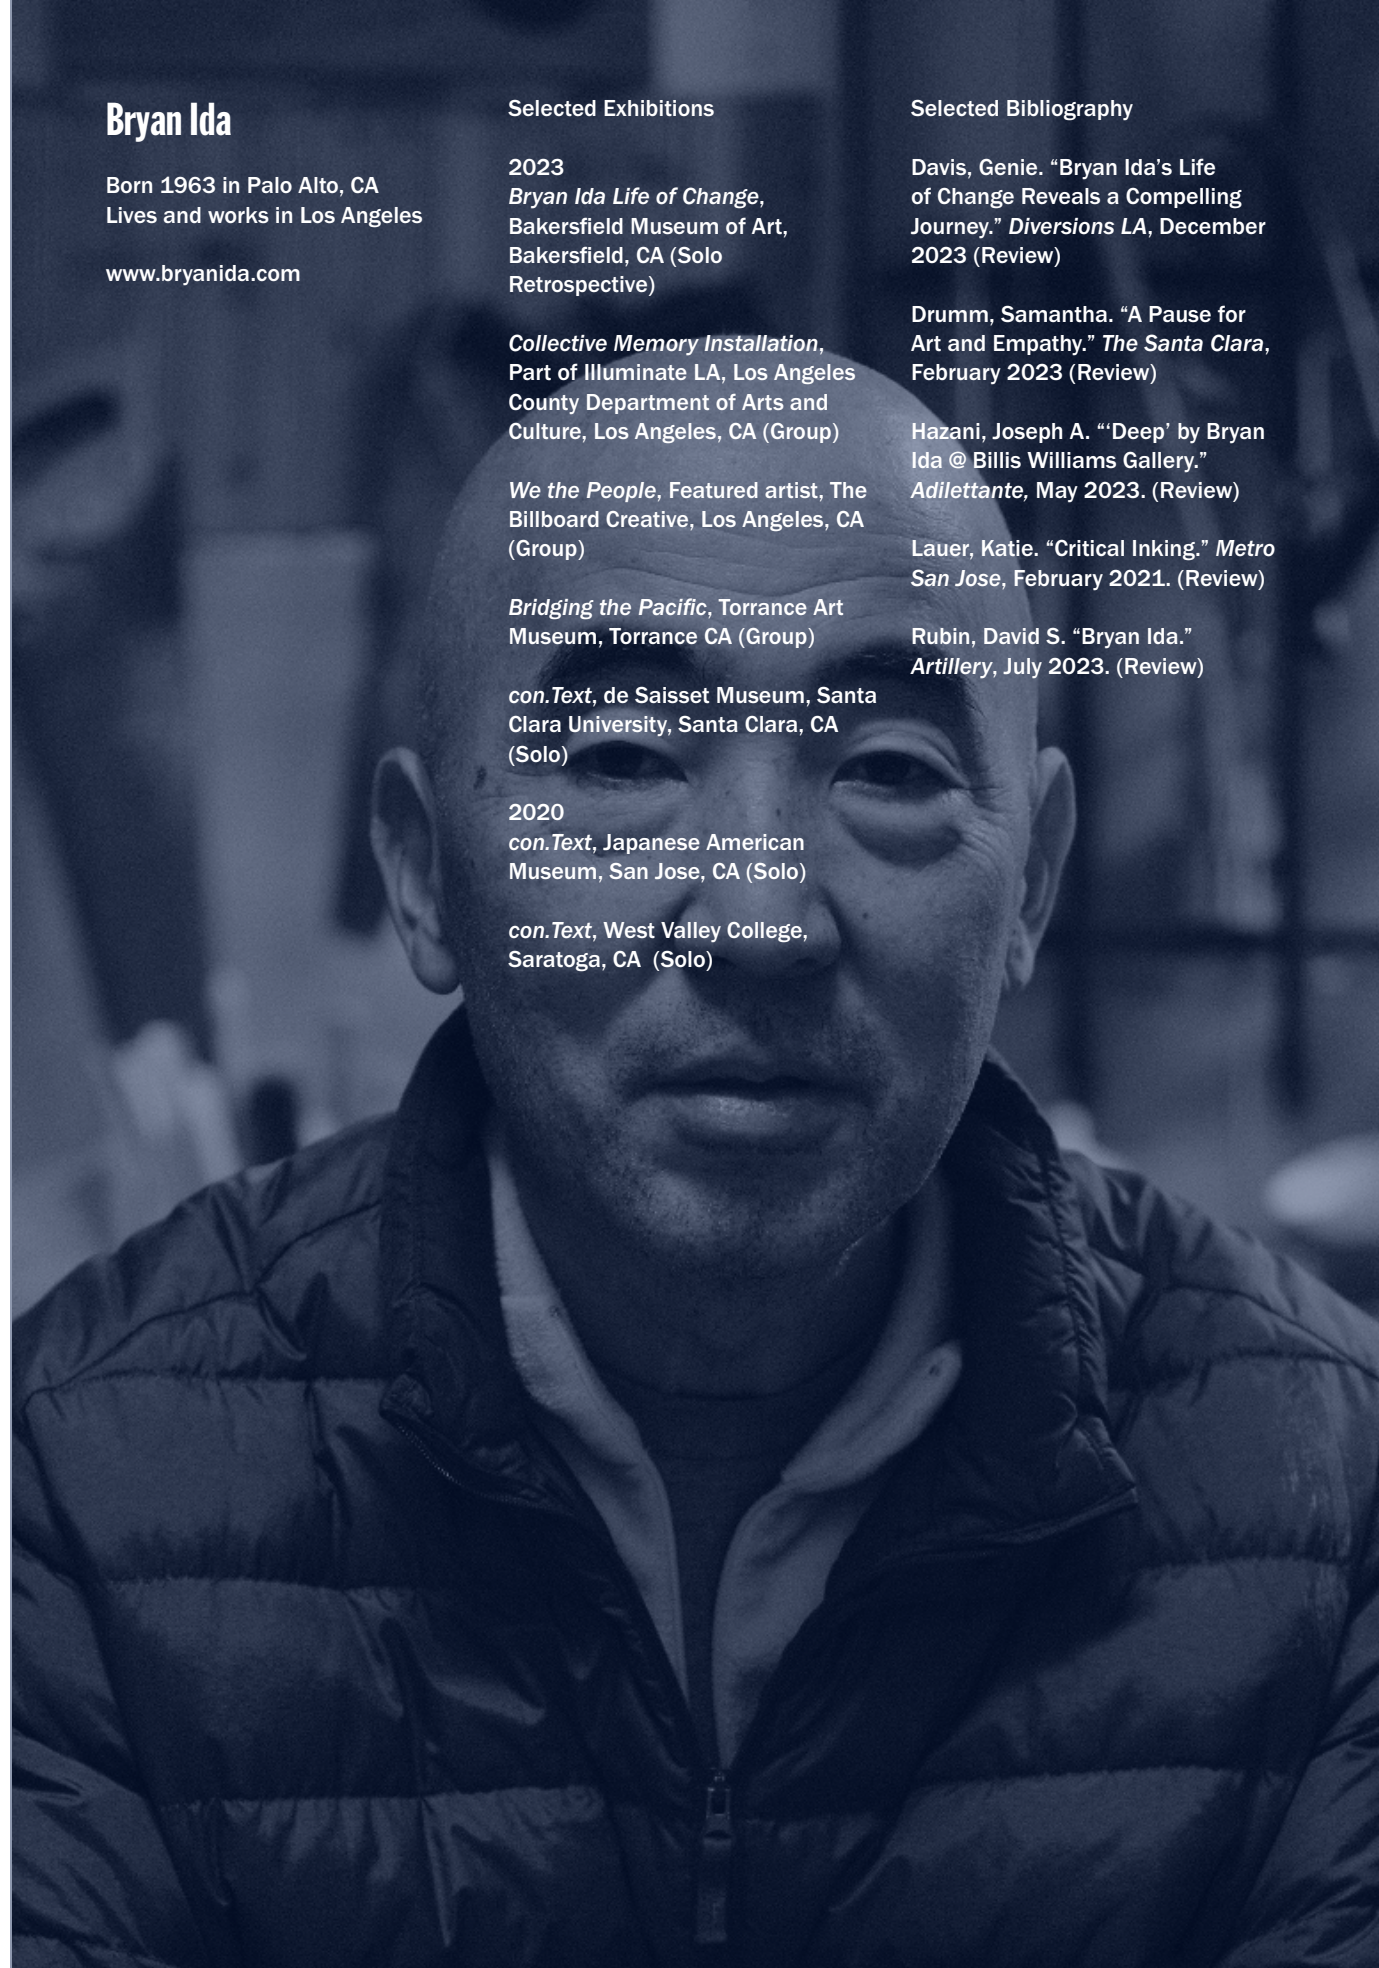 Bryan Ida
Born 1963 in Palo Alto, CA
Lives and works in Los Angeles
www.bryanida.com
Selected Exhibitions
2023
Bryan Ida Life of Change,
Bakersfield Museum of Art,
Bakersfield, CA (Solo
Retrospective)
Collective Memory Installation,
Part of Illuminate LA, Los Angeles
County Department of Arts and
Culture, Los Angeles, CA (Group)
We the People, Featured artist, The
Billboard Creative, Los Angeles, CA
(Group)
Bridging the Pacific, Torrance Art
Museum, Torrance CA (Group)
con.Text, de Saisset Museum, Santa
Clara University, Santa Clara, CA
(Solo)
2020
con.Text, Japanese American
Museum, San Jose, CA (Solo)
con.Text, West Valley College,
Saratoga, CA  (Solo)
Selected Bibliography
Davis, Genie. “Bryan Ida’s Life
of Change Reveals a Compelling
Journey.” Diversions LA, December
2023 (Review)
Drumm, Samantha. “A Pause for
Art and Empathy.” The Santa Clara,
February 2023 (Review)
Hazani, Joseph A. “‘Deep’ by Bryan
Ida @ Billis Williams Gallery.”
Adilettante, May 2023. (Review)
Lauer, Katie. “Critical Inking.” Metro
San Jose, February 2021. (Review)
Rubin, David S. “Bryan Ida.”
Artillery, July 2023. (Review)